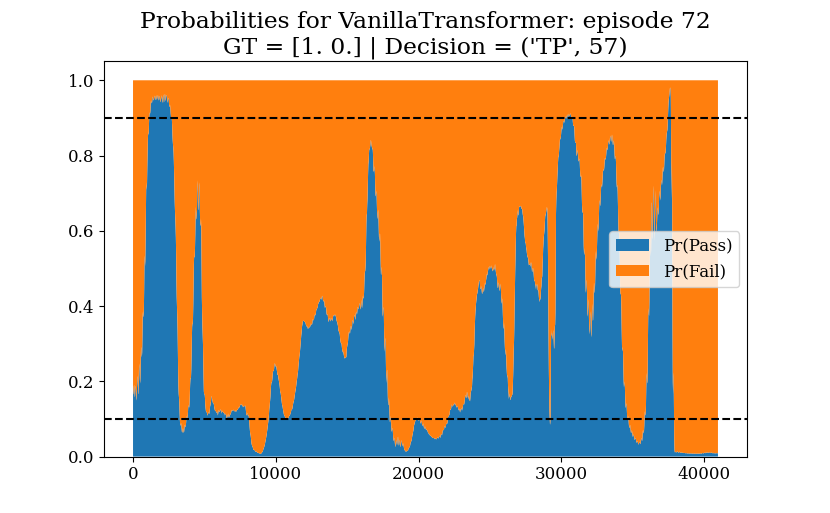 Probabilities for VanillaTransformer: episode 72
GT = [1. 0.] | Decision = ('TP', 57)
1.0
0.8
0.6
0.4
0.2
0.0
Pr(Pass)
Pr(Fail)
0 10000 20000 30000 40000